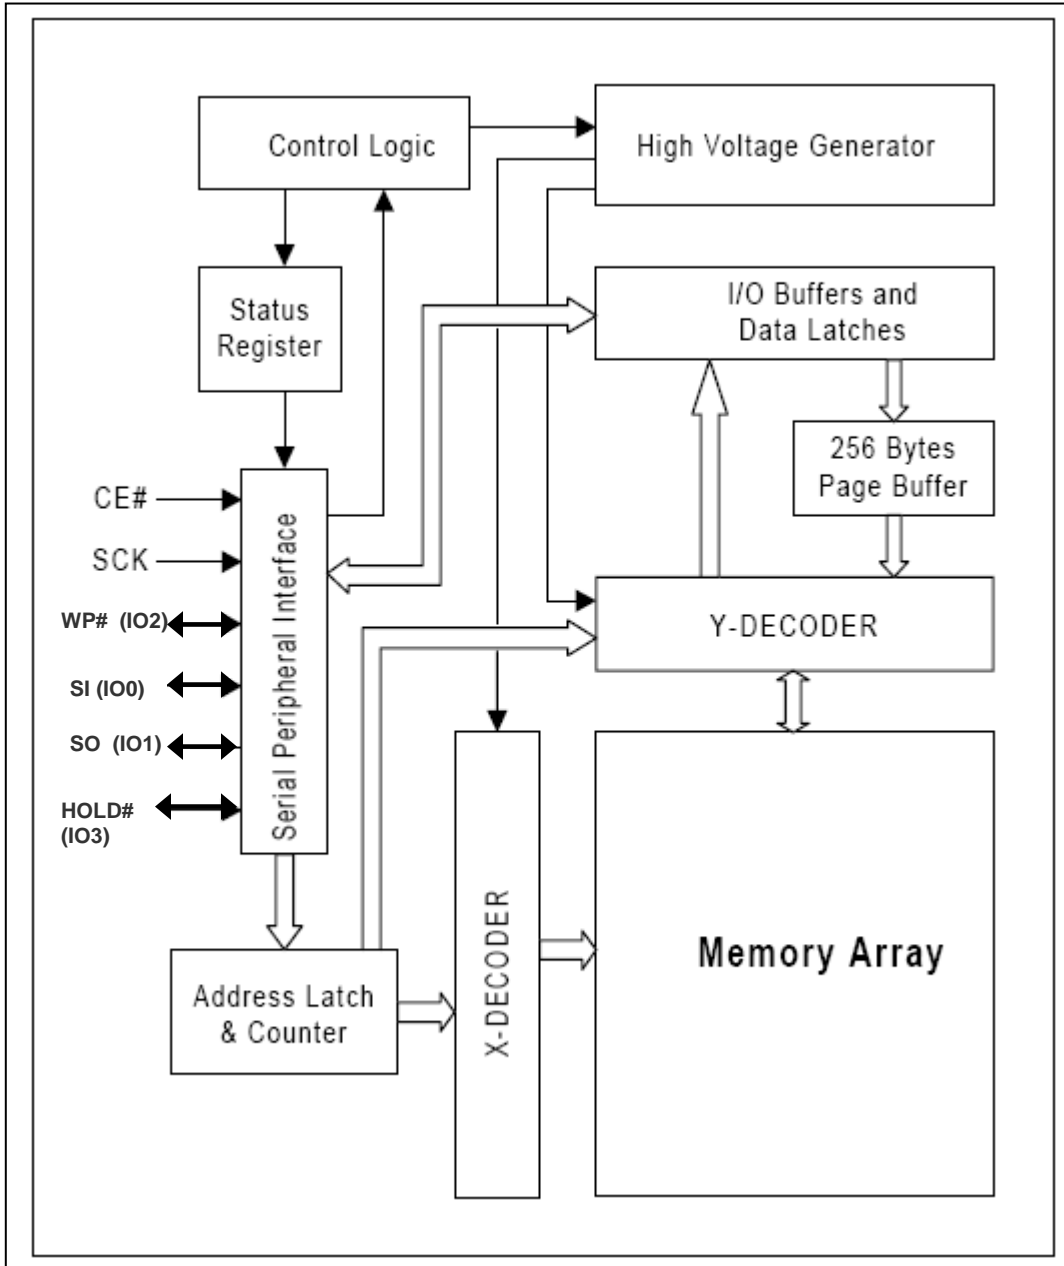 Control Logic
High Voltage Generator
Status
Register
I/O Buffers and
Data Latches
256 Bytes
Page Buffer
CE#
SCK
WP# (IO2)
SI (IO0)
SO (IO1)
HOLD#
(IO3)
Serial Peripheral Interface
Y-DECODER
Address Latch
& Counter
X-DECODER
Memory Array